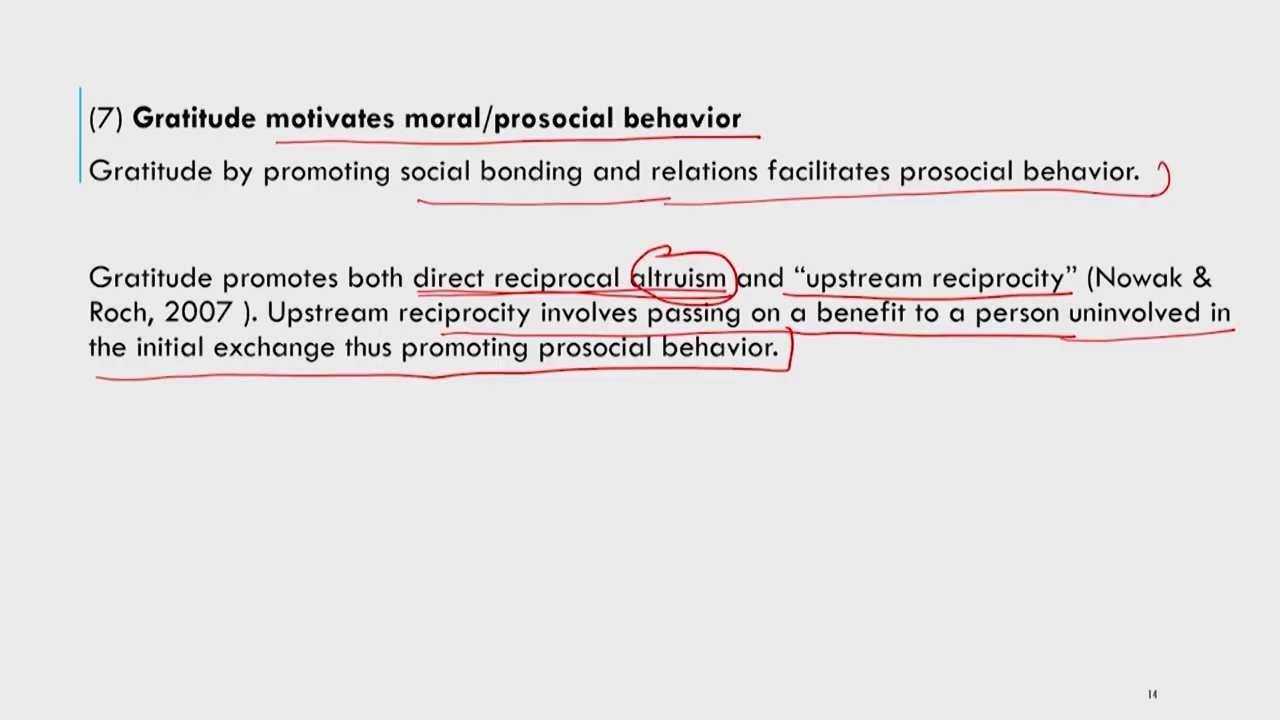 (7) Gratitude motivates moral/prosocial behavior
Gratitude by promoting social bonding and relations facilitates prosocial behavior.
Gratitude promotes both direct reciprocal altruism and “upstream reciprocity” (Nowak &
Roch, 2007 ). Upstream reciprocity involves passing on a benefit to a person uninvolved in
the initial exchange thus promoting prosocial behavior.
14